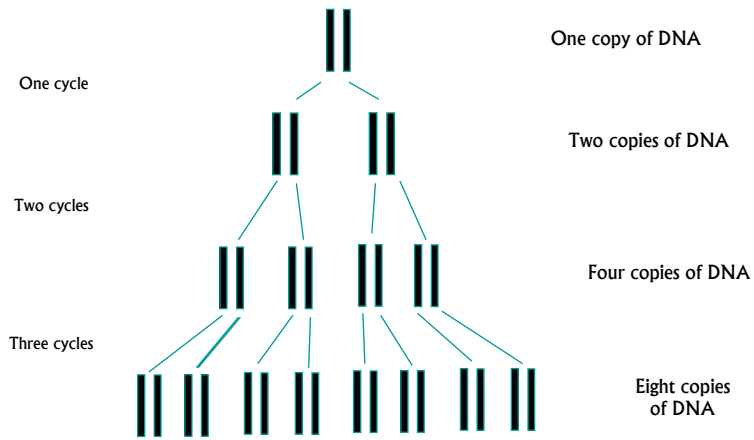 One copy of DNA
One cycle
Two copies of DNA
Two cycles
Four copies of DNA
Three cycles
Eight copies
of DNA